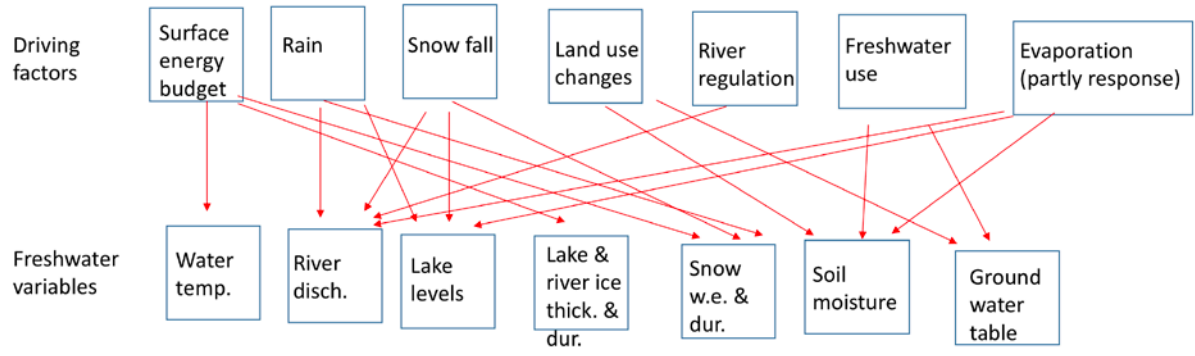 Driving
factors
Surface
energy
budget
Rain
Snow fall
Land use
changes
River
regulation
Freshwater
use
Evaporation
(partly response)
Freshwater
variables
Water
temp.
River
disch.
Lake
levels
Lake &
river ice
thick. &
dur.
Snow
w.e. &
dur.
Soil
moisture
Ground
water
table